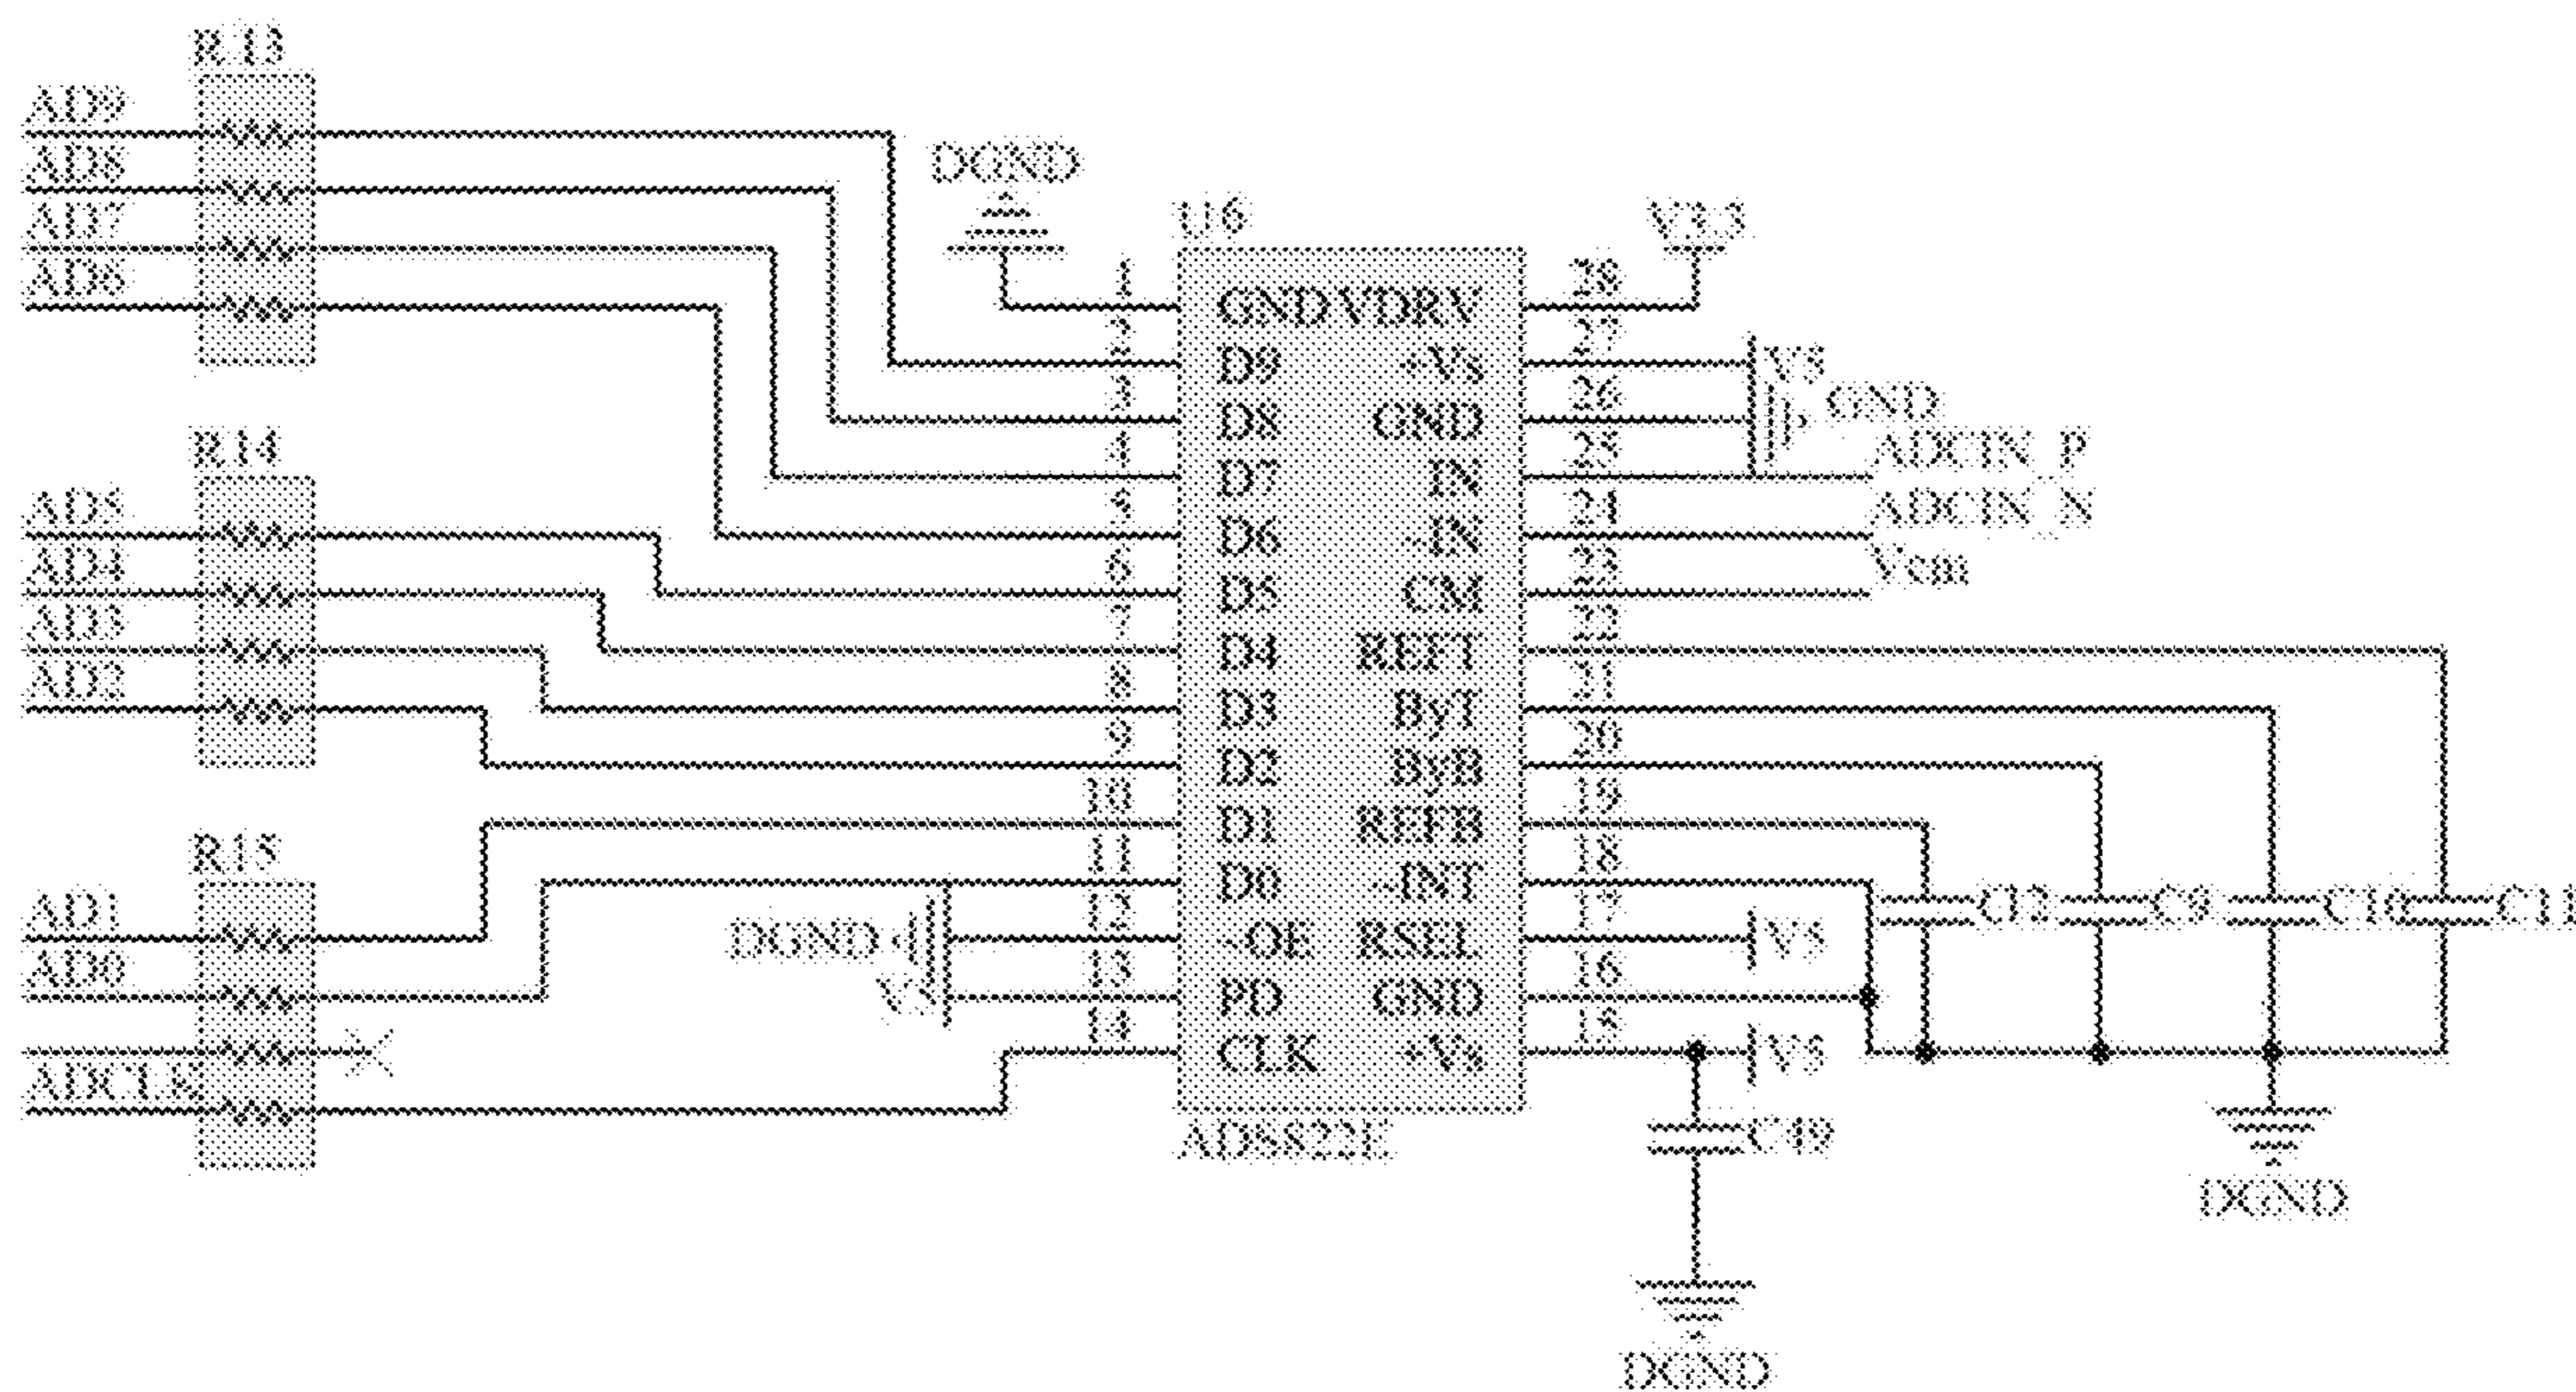 R13
AD9
AD8
AD7
AD6
R14
AD5
AD4
AD3
AD2
R15
AD1
AD0
ADCLK
DGND
DGND
V5
U6
1
2
3
4
5
6
7
8
9
10
11
12
13
14
GND VDRV
D9 +Vs
D8 GND
D7 IN
D6 -IN
D5 CM
D4 REFT
D3 ByT
D2 ByB
D1 REFB
D0 -INT
-OE RSEL
PD GND
CLK +Vs
28
27
26
25
24
23
22
21
20
19
18
17
16
15
V3.3
V5
GND
ADCIN_P
ADCIN_N
Vcm
V5
V5
C12
C9
C10
C11
C49
DGND
DGND